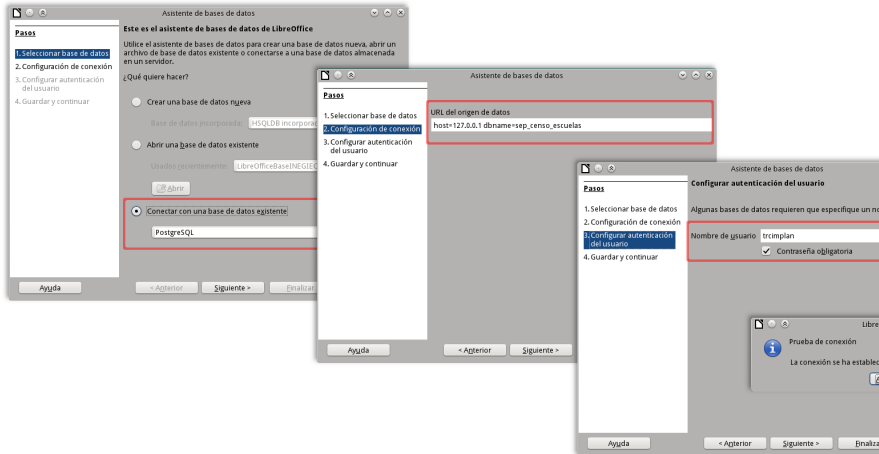 Asistente de bases de datos
Pasos
1. Seleccionar base de datos
2. Configuración de conexión
3. Configurar autenticación
del usuario
4. Guardar y continuar
Este es el asistente de bases de datos de LibreOffice
Utilice el asistente de bases de datos para crear una base de datos nueva, abrir un
archivo de base de datos existente o conectarse a una base de datos almacenada
en un servidor.
¿Qué quiere hacer?
Crear una base de datos nueva
Base de datos incorporada: HSQLDB incorporad
Abrir una base de datos existente
Usados recientemente: LibreOfficeBaseINEGIEC
Abrir
Conectar con una base de datos existente
PostgreSQL
Ayuda
< Anterior
Siguiente >
Finalizar
Asistente de bases de datos
Pasos
1. Seleccionar base de datos
2. Configuración de conexión
3. Configurar autenticación
del usuario
4. Guardar y continuar
URL del origen de datos
host=127.0.0.1 dbname=sep_censo_escuelas
Ayuda
< Anterior
Siguiente >
Asistente de bases de datos
Pasos
1. Seleccionar base de datos
2. Configuración de conexión
3. Configurar autenticación
del usuario
4. Guardar y continuar
Configurar autenticación del usuario
Algunas bases de datos requieren que especifique un no
Nombre de usuario trcimplan
Contraseña obligatoria
Libre
Prueba de conexión
La conexión se ha establec
Ayuda
< Anterior
Siguiente >
Finaliza